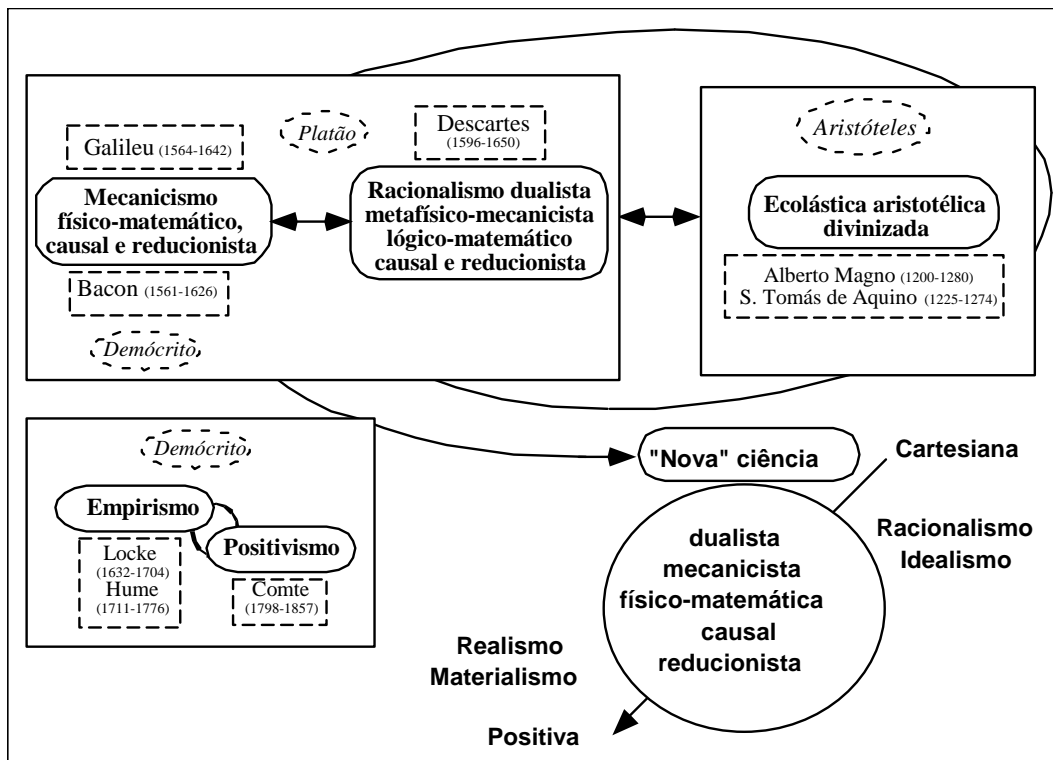 Platão
Galileu (1564-1642)
Mecanicismo
físico-matemático,
causal e reducionista
Bacon (1561-1626)
Demócrito
Descartes
(1596-1650)
Racionalismo dualista
metafísico-mecanicista
lógico-matemático
causal e reducionista
Aristóteles
Ecolástica aristotélica
divinizada
Alberto Magno (1200-1280)
S. Tomás de Aquino (1225-1274)
Demócrito
Empirismo
Positivismo
Locke
(1632-1704)
Hume
(1711-1776)
Comte
(1798-1857)
"Nova" ciência
Cartesiana
Racionalismo
Idealismo
dualista
mecanicista
físico-matemática
causal
reducionista
Realismo
Materialismo
Positiva